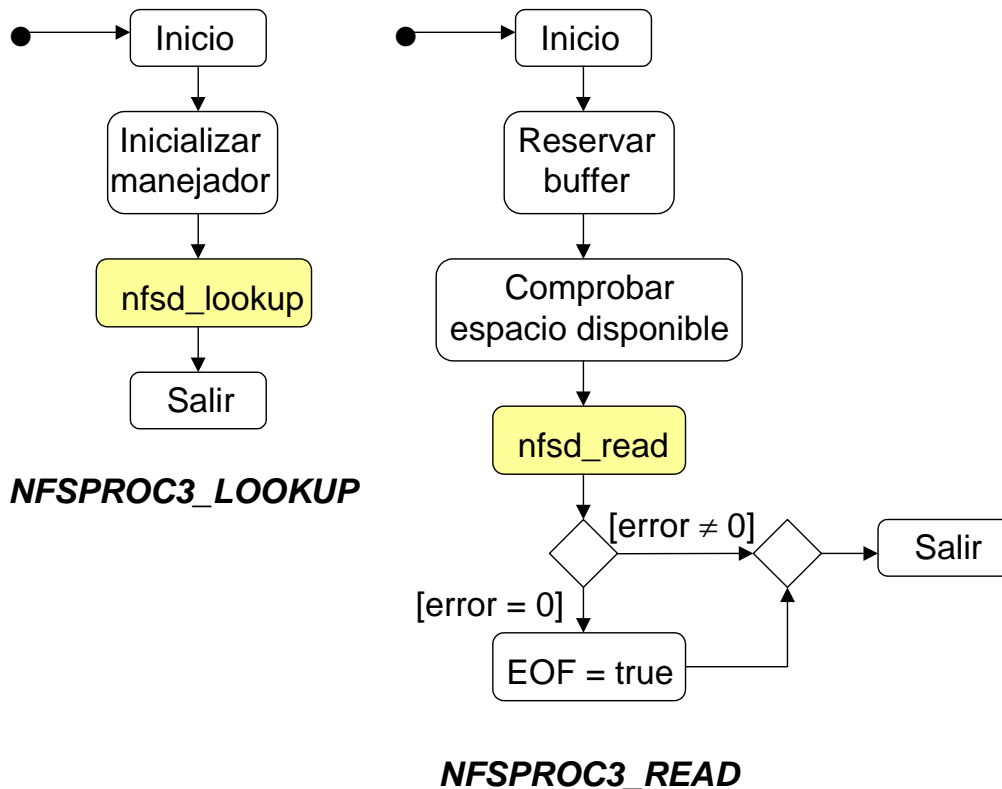 Inicio
Inicializar
manejador
nfsd_lookup
Salir
NFSPROC3_LOOKUP
Inicio
Reservar
buffer
Comprobar
espacio disponible
nfsd_read
[error ≠ 0]
Salir
[error = 0]
EOF = true
NFSPROC3_READ